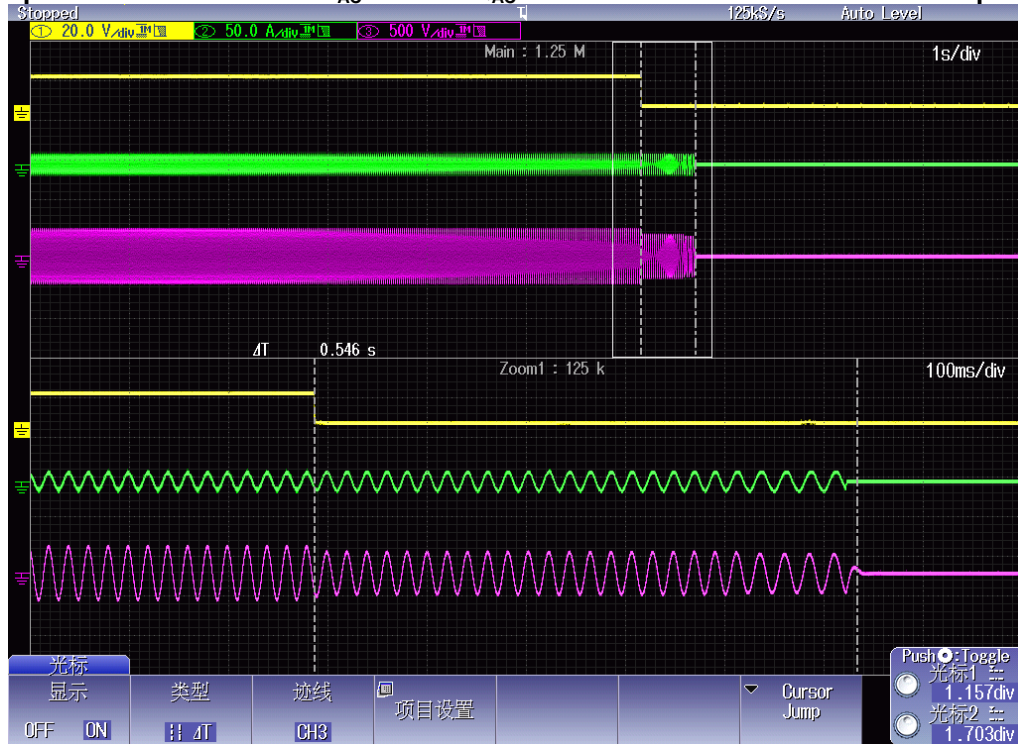 AC AC
Stopped 125kS/s Auto Level
① 20.0 V/div ② 50.0 A/div ③ 500 V/div
Main : 1.25 M 1s/div
ΔT 0.546 s
Zoom1 : 125 k 100ms/div
光标
显示 类型 迹线 项目设置 Cursor Jump
OFF ON ΔT CH3
Push :Toggle
光标1
1.157div
光标2
1.703div